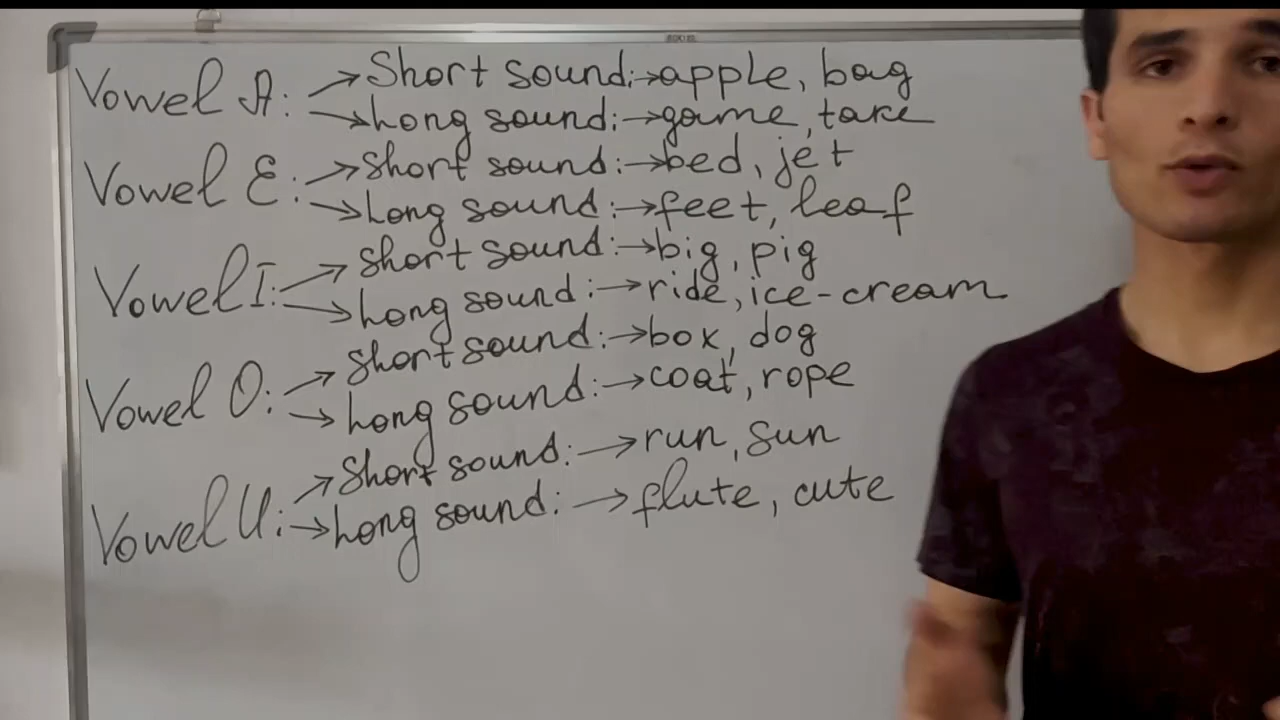 Vowel A: → Short sound: → apple, bag
→ Long sound: → game, take
Vowel E: → Short sound: → bed, jet
→ Long sound: → feet, leaf
Vowel I: → Short sound: → big, pig
→ Long sound: → ride, ice-cream
Vowel O: → Short sound: → box, dog
→ Long sound: → coat, rope
Vowel U: → Short sound: → run, sun
→ Long sound: → flute, cute